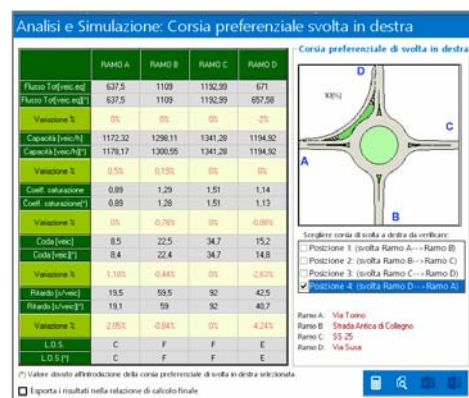 Analisi e Simulazione: Corsia preferenziale svolta in destra
RAMO A RAMO B RAMO C RAMO D
Flusso Tot[veic.eq] 637,5 1109 1192,99 671
Flusso Tot[veic.eq](*) 637,5 1109 1192,99 657,58
Variazione % 0% 0% 0% -2%
Capacità [veic/h] 1172,32 1298,11 1341,28 1194,92
Capacità [veic/h](*) 1178,17 1300,55 1341,28 1194,92
Variazione % 0,5% 0,19% 0% 0%
Coeff. saturazione 0,89 1,29 1,51 1,14
Coeff. saturazione(*) 0,89 1,28 1,51 1,13
Variazione % 0% -0,78% 0% -0,88%
Coda [veic] 8,5 22,5 34,7 15,2
Coda [veic](*) 8,4 22,4 34,7 14,8
Variazione % -1,18% -0,44% 0% -2,63%
Ritardo [s/veic] 19,5 59,5 92 42,5
Ritardo [s/veic](*) 19,1 59 92 40,7
Variazione % -2,05% -0,84% 0% -4,24%
L.O.S. C F F E
L.O.S.(*) C F F E
(*) Valore dovuto all'introduzione della corsia preferenziale di svolta in destra selezionata
Esporta i risultati nella relazione di calcolo finale
Corsia preferenziale di svolta in destra
D
A
C
B
Scegliere corsia di svolta a destra da verificare:
Posizione 1: (svolta Ramo A--->Ramo B)
Posizione 2: (svolta Ramo B--->Ramo C)
Posizione 3: (svolta Ramo C--->Ramo D)
Posizione 4: (svolta Ramo D--->Ramo A)
Ramo A: Via Torino
Ramo B: Strada Antica di Collegno
Ramo C: SS 25
Ramo D: Via Susa